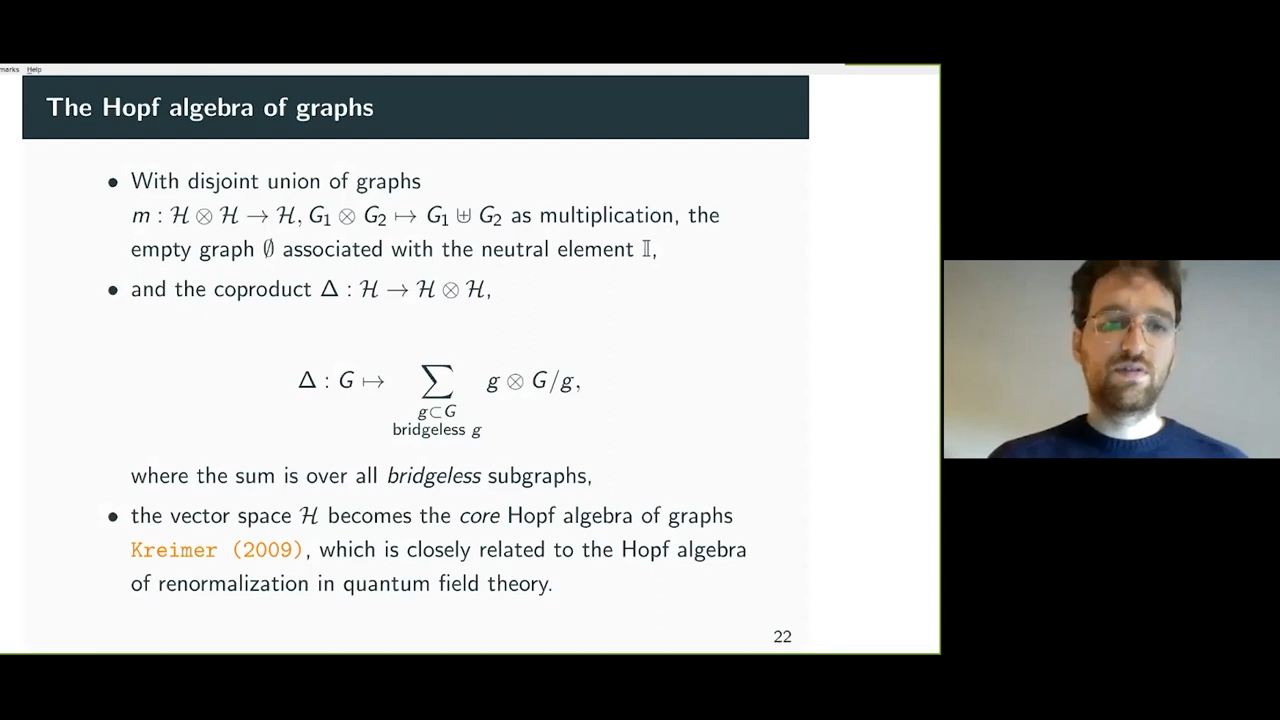 marks Help
The Hopf algebra of graphs
• With disjoint union of graphs
m : ℋ ⊗ ℋ → ℋ, G₁ ⊗ G₂ ↦ G₁ ⊎ G₂ as multiplication, the
empty graph ∅ associated with the neutral element 𝕀,
• and the coproduct Δ : ℋ → ℋ ⊗ ℋ,
Δ : G ↦ ∑ g ⊗ G/g,
g⊂G
bridgeless g
where the sum is over all bridgeless subgraphs,
• the vector space ℋ becomes the core Hopf algebra of graphs
Kreimer (2009), which is closely related to the Hopf algebra
of renormalization in quantum field theory.
22